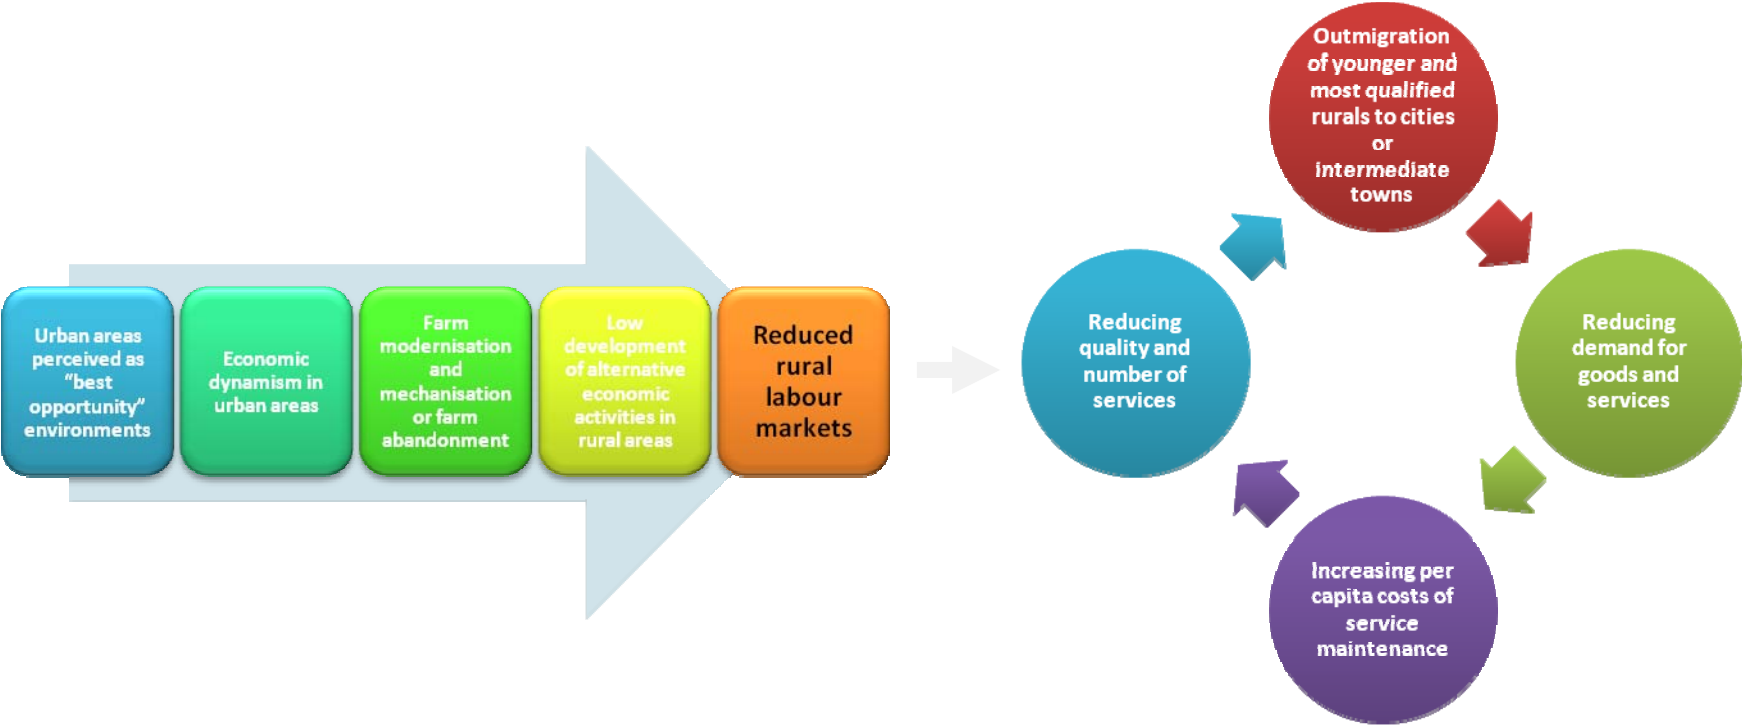 Urban areas
perceived as
“best
opportunity”
environments
Economic
dynamism in
urban areas
Farm
modernisation
and
mechanisation
or farm
abandonment
Low
development
of alternative
economic
activities in
rural areas
Reduced
rural
labour
markets
Outmigration
of younger and
most qualified
rurals to cities
or
intermediate
towns
Reducing
demand for
goods and
services
Increasing per
capita costs of
service
maintenance
Reducing
quality and
number of
services